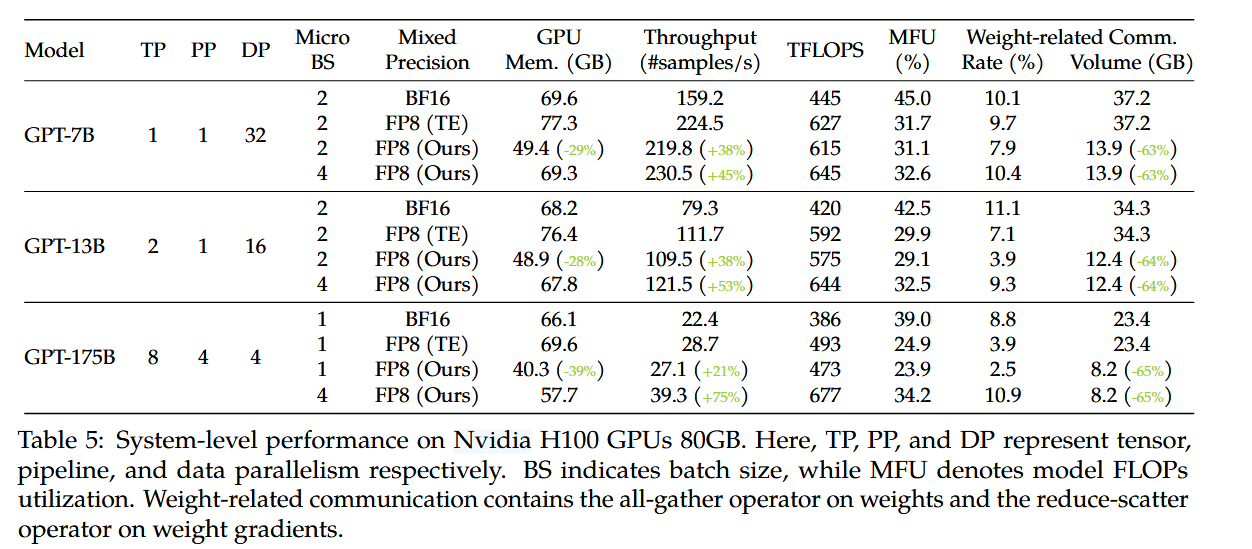 Model TP PP DP Micro BS Mixed Precision GPU Mem. (GB) Throughput (#samples/s) TFLOPS MFU (%) Weight-related Comm. Rate (%) Volume (GB)
GPT-7B 1 1 32
2 BF16 69.6 159.2 445 45.0 10.1 37.2
2 FP8 (TE) 77.3 224.5 627 31.7 9.7 37.2
2 FP8 (Ours) 49.4 (-29%) 219.8 (+38%) 615 31.1 7.9 13.9 (-63%)
4 FP8 (Ours) 69.3 230.5 (+45%) 645 32.6 10.4 13.9 (-63%)
GPT-13B 2 1 16
2 BF16 68.2 79.3 420 42.5 11.1 34.3
2 FP8 (TE) 76.4 111.7 592 29.9 7.1 34.3
2 FP8 (Ours) 48.9 (-28%) 109.5 (+38%) 575 29.1 3.9 12.4 (-64%)
4 FP8 (Ours) 67.8 121.5 (+53%) 644 32.5 9.3 12.4 (-64%)
GPT-175B 8 4 4
1 BF16 66.1 22.4 386 39.0 8.8 23.4
1 FP8 (TE) 69.6 28.7 493 24.9 3.9 23.4
1 FP8 (Ours) 40.3 (-39%) 27.1 (+21%) 473 23.9 2.5 8.2 (-65%)
4 FP8 (Ours) 57.7 39.3 (+75%) 677 34.2 10.9 8.2 (-65%)
Table 5: System-level performance on Nvidia H100 GPUs 80GB. Here, TP, PP, and DP represent tensor,
pipeline, and data parallelism respectively. BS indicates batch size, while MFU denotes model FLOPs
utilization. Weight-related communication contains the all-gather operator on weights and the reduce-scatter
operator on weight gradients.